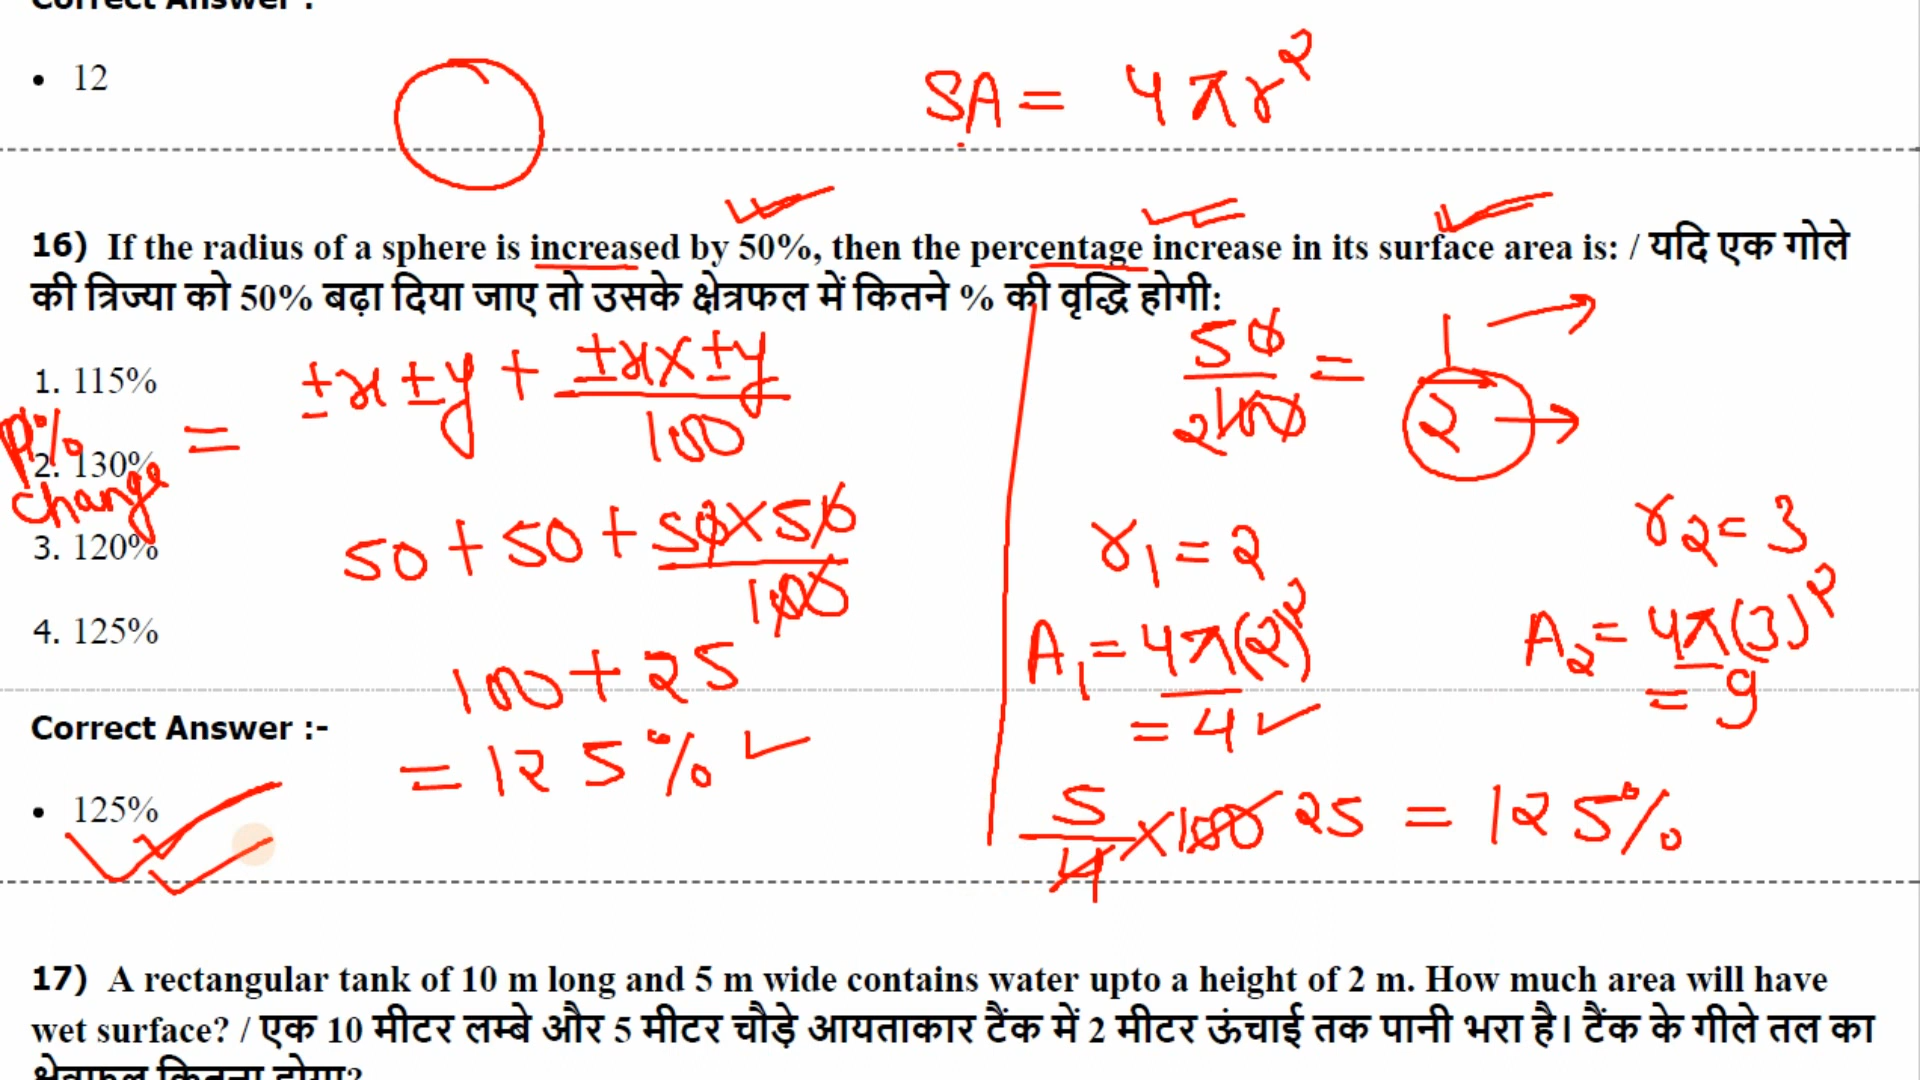 Correct Answer :
• 12
SA = 4πr²
16) If the radius of a sphere is increased by 50%, then the percentage increase in its surface area is: / यदि एक गोले
की त्रिज्या को 50% बढ़ा दिया जाए तो उसके क्षेत्रफल में कितने % की वृद्धि होगी:
1. 115%
2. 130%
3. 120%
4. 125%
p% change = ±x ±y + ±x × ±y / 100
50 + 50 + 50 × 50 / 100
100 + 25
= 125%
50 / 2 100 = 1 / 2
r₁ = 2
r₂ = 3
A₁ = 4π(2)²
= 4
A₂ = 4π(3)²
= 9
5 / 4 × 100 25 = 125%
Correct Answer :-
• 125%
17) A rectangular tank of 10 m long and 5 m wide contains water upto a height of 2 m. How much area will have
wet surface? / एक 10 मीटर लम्बे और 5 मीटर चौड़े आयताकार टैंक में 2 मीटर ऊंचाई तक पानी भरा है। टैंक के गीले तल का
क्षेत्रफल कितना होगा?